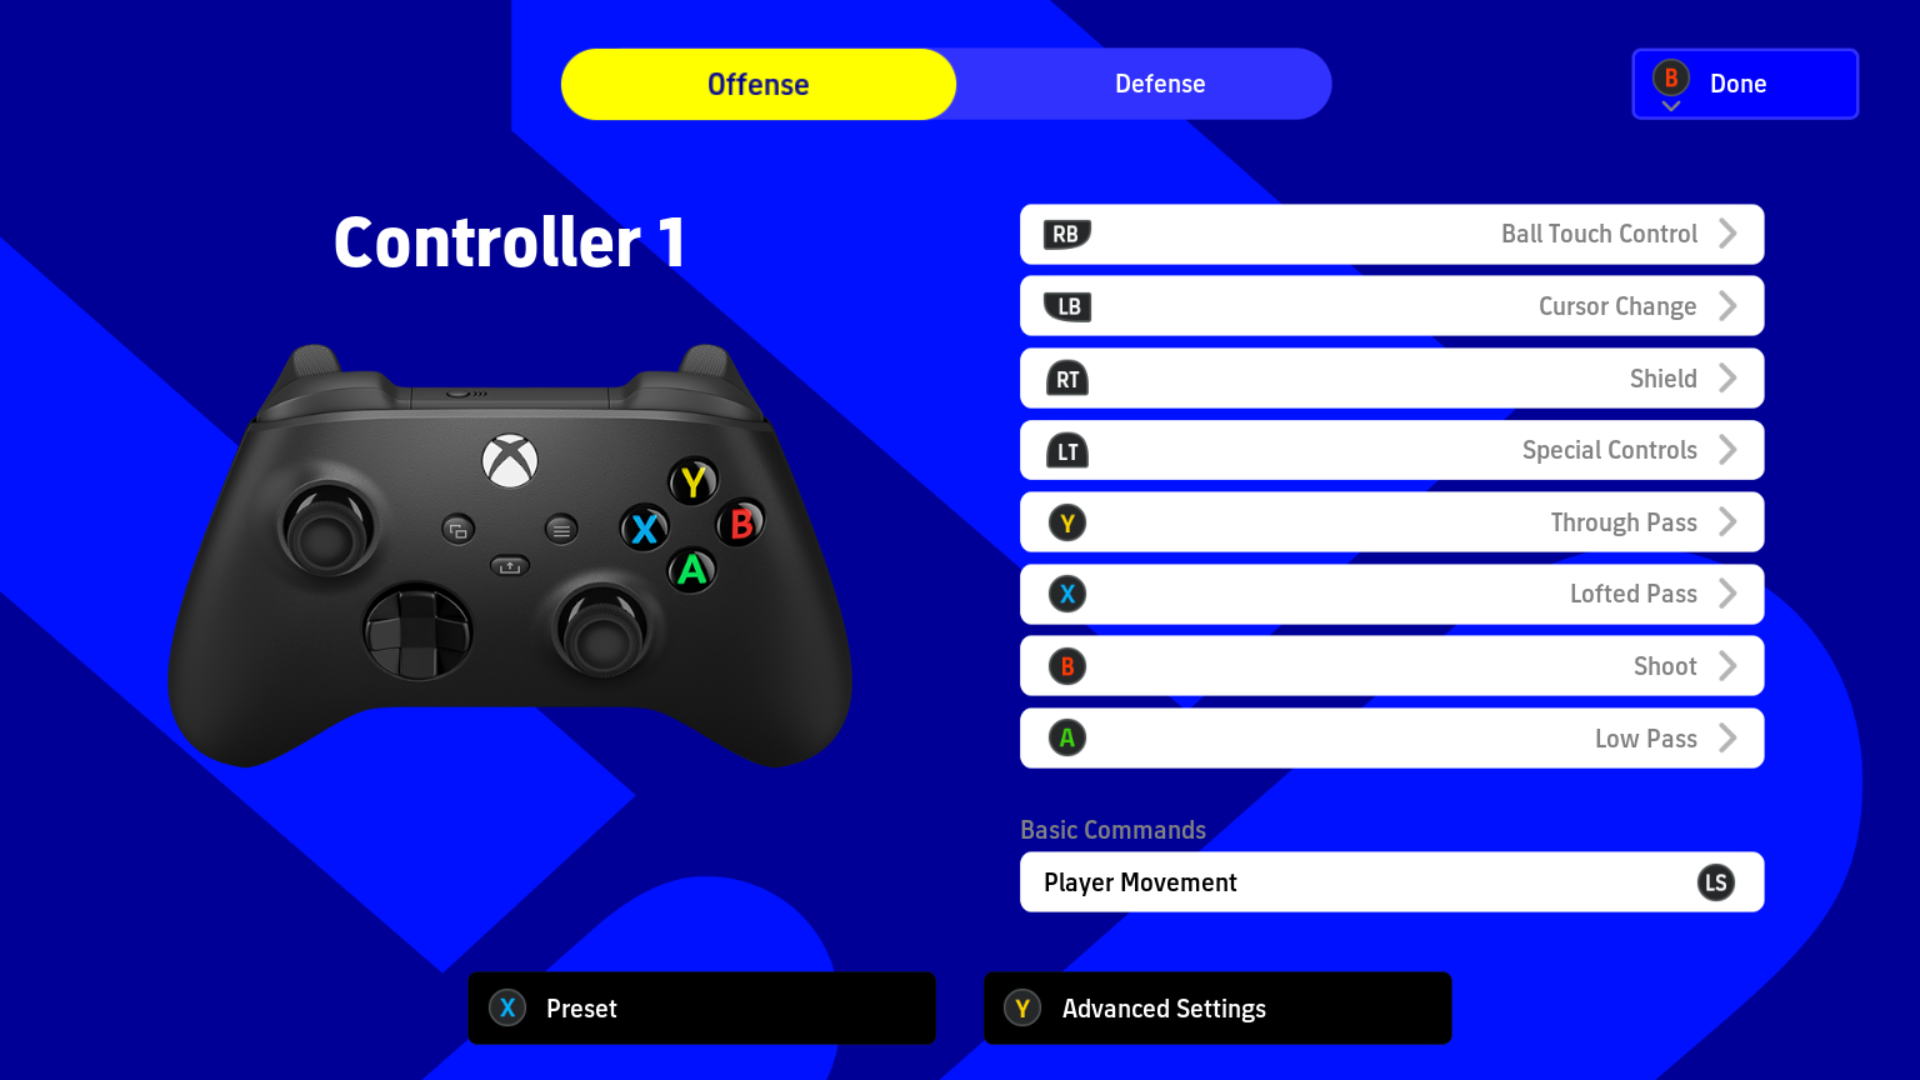 Offense
Defense
B Done
Controller 1
Y
X
B
A
RB Ball Touch Control
LB Cursor Change
RT Shield
LT Special Controls
Y Through Pass
X Lofted Pass
B Shoot
A Low Pass
Basic Commands
Player Movement LS
X Preset
Y Advanced Settings